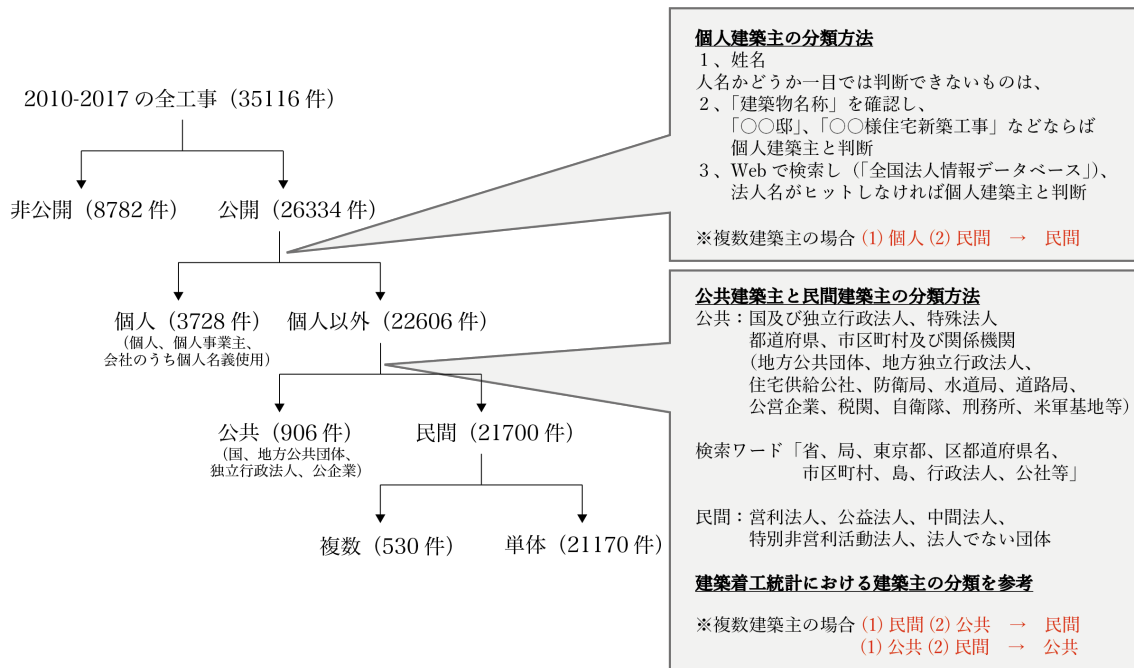 2010-2017 の全工事（35116 件）
非公開（8782 件）
公開（26334 件）
個人（3728 件）
（個人、個人事業主、
会社のうち個人名義使用）
個人以外（22606 件）
公共（906 件）
（国、地方公共団体、
独立行政法人、公企業）
民間（21700 件）
複数（530 件）
単体（21170 件）
個人建築主の分類方法
１、姓名
人名かどうか一目では判断できないものは、
２、「建築物名称」を確認し、
「〇〇邸」、「〇〇様住宅新築工事」などならば
個人建築主と判断
３、Web で検索し（「全国法人情報データベース」）、
法人名がヒットしなければ個人建築主と判断
※複数建築主の場合 (1) 個人 (2) 民間　→　民間
公共建築主と民間建築主の分類方法
公共：国及び独立行政法人、特殊法人
都道府県、市区町村及び関係機関
（地方公共団体、地方独立行政法人、
住宅供給公社、防衛局、水道局、道路局、
公営企業、税関、自衛隊、刑務所、米軍基地等）
検索ワード「省、局、東京都、区都道府県名、
市区町村、島、行政法人、公社等」
民間：営利法人、公益法人、中間法人、
特別非営利活動法人、法人でない団体
建築着工統計における建築主の分類を参考
※複数建築主の場合 (1) 民間 (2) 公共　→　民間
(1) 公共 (2) 民間　→　公共